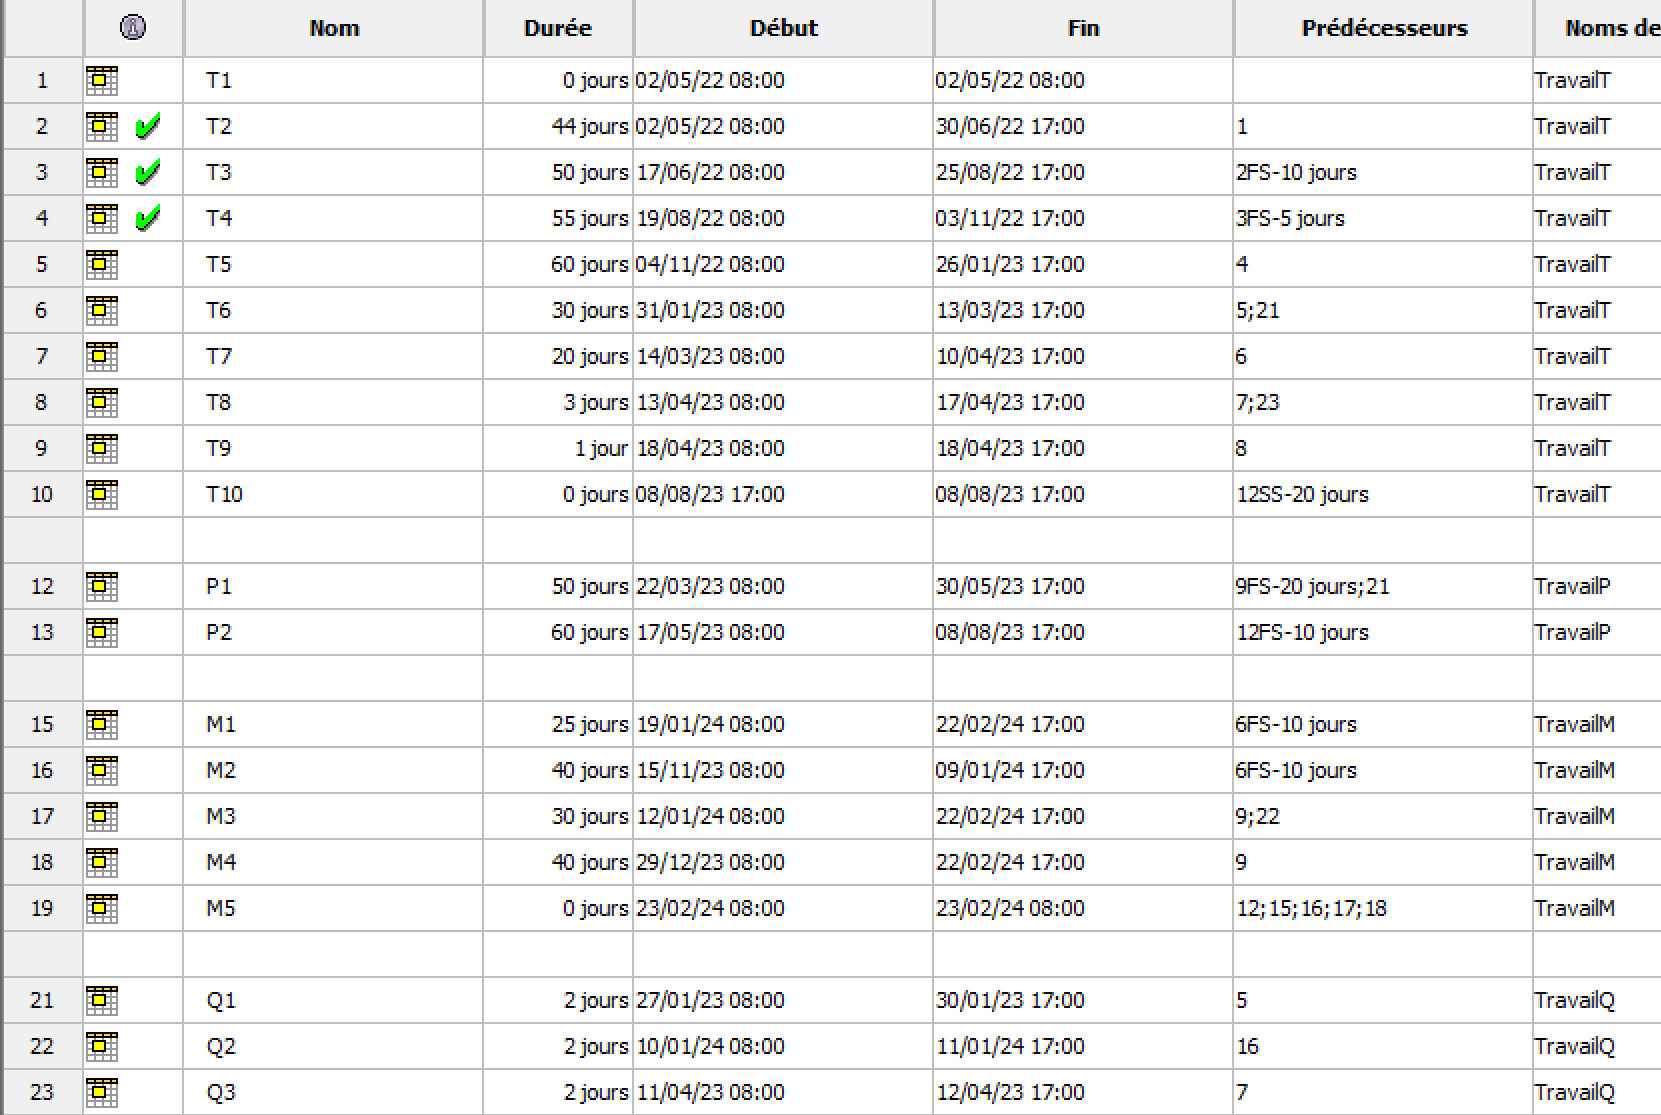 Nom Durée Début Fin Prédécesseurs Noms de
1 T1 0 jours 02/05/22 08:00 02/05/22 08:00 TravailT
2 T2 44 jours 02/05/22 08:00 30/06/22 17:00 1 TravailT
3 T3 50 jours 17/06/22 08:00 25/08/22 17:00 2FS-10 jours TravailT
4 T4 55 jours 19/08/22 08:00 03/11/22 17:00 3FS-5 jours TravailT
5 T5 60 jours 04/11/22 08:00 26/01/23 17:00 4 TravailT
6 T6 30 jours 31/01/23 08:00 13/03/23 17:00 5;21 TravailT
7 T7 20 jours 14/03/23 08:00 10/04/23 17:00 6 TravailT
8 T8 3 jours 13/04/23 08:00 17/04/23 17:00 7;23 TravailT
9 T9 1 jour 18/04/23 08:00 18/04/23 17:00 8 TravailT
10 T10 0 jours 08/08/23 17:00 08/08/23 17:00 12SS-20 jours TravailT
12 P1 50 jours 22/03/23 08:00 30/05/23 17:00 9FS-20 jours;21 TravailP
13 P2 60 jours 17/05/23 08:00 08/08/23 17:00 12FS-10 jours TravailP
15 M1 25 jours 19/01/24 08:00 22/02/24 17:00 6FS-10 jours TravailM
16 M2 40 jours 15/11/23 08:00 09/01/24 17:00 6FS-10 jours TravailM
17 M3 30 jours 12/01/24 08:00 22/02/24 17:00 9;22 TravailM
18 M4 40 jours 29/12/23 08:00 22/02/24 17:00 9 TravailM
19 M5 0 jours 23/02/24 08:00 23/02/24 08:00 12;15;16;17;18 TravailM
21 Q1 2 jours 27/01/23 08:00 30/01/23 17:00 5 TravailQ
22 Q2 2 jours 10/01/24 08:00 11/01/24 17:00 16 TravailQ
23 Q3 2 jours 11/04/23 08:00 12/04/23 17:00 7 TravailQ